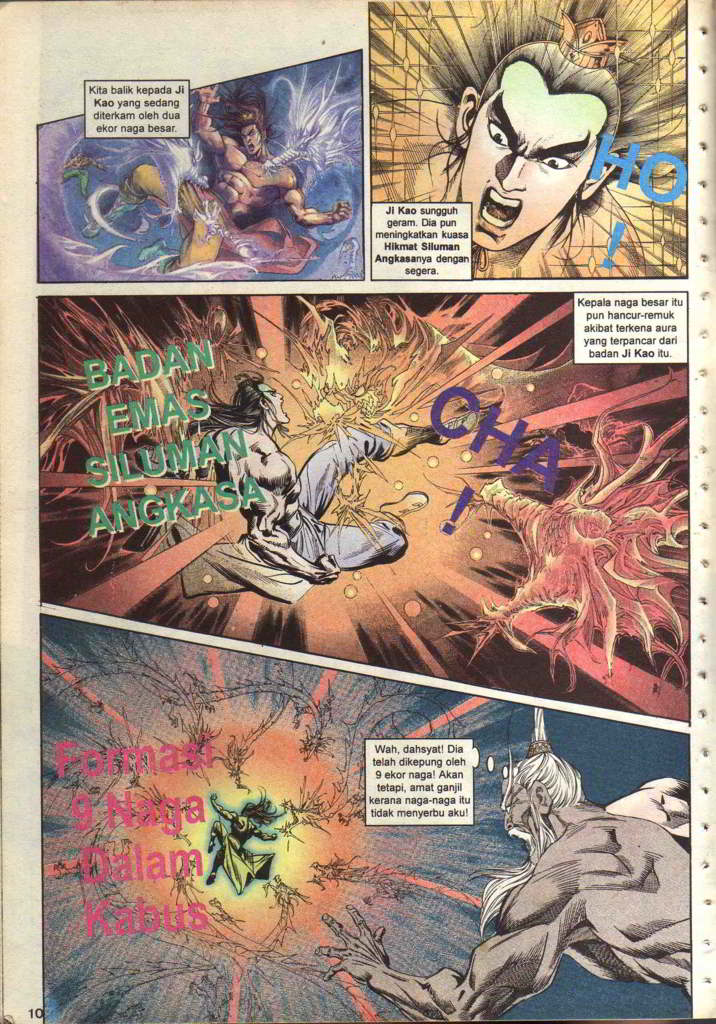 Kita balik kepada Ji
Kao yang sedang
diterkam oleh dua
ekor naga besar.
HO
!
Ji Kao sungguh
geram. Dia pun
meningkatkan kuasa
Hikmat Siluman
Angkasanya dengan
segera.
Kepala naga besar itu
pun hancur-remuk
akibat terkena aura
yang terpancar dari
badan Ji Kao itu.
BADAN
EMAS
SILUMAN
ANGKASA
CHA
!
Formasi
9 Naga
Dalam
Kabus
Wah, dahsyat! Dia
telah dikepung oleh
9 ekor naga! Akan
tetapi, amat ganjil
kerana naga-naga itu
tidak menyerbu aku!
10